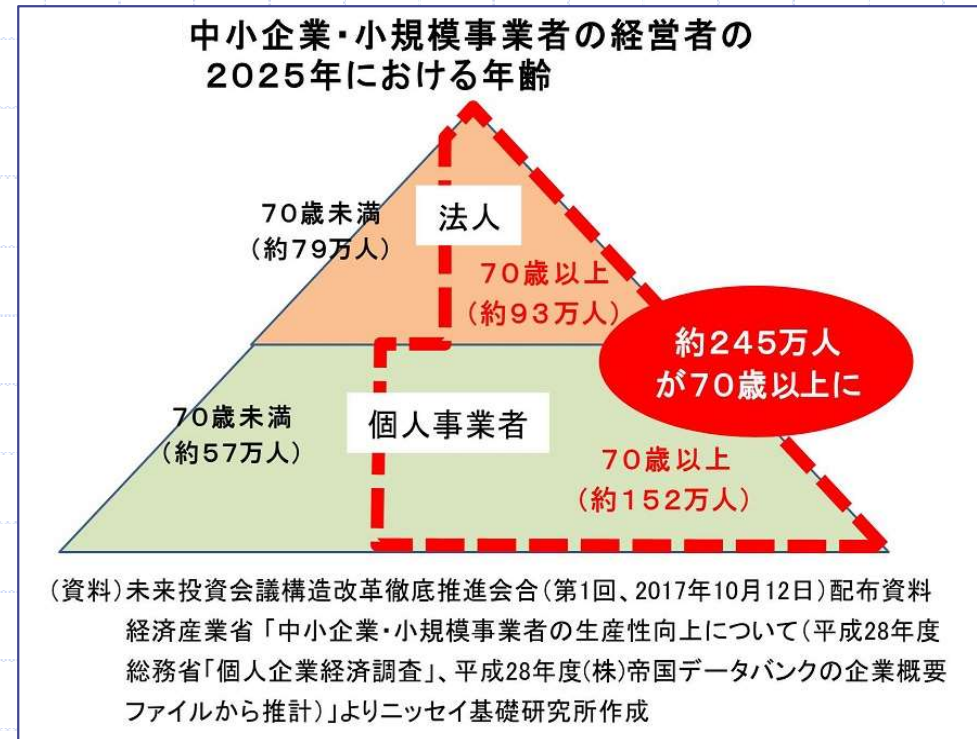 中小企業・小規模事業者の経営者の
２０２５年における年齢
７０歳未満
（約７９万人）
法人
７０歳以上
（約９３万人）
約２４５万人
が７０歳以上に
７０歳未満
（約５７万人）
個人事業者
７０歳以上
（約１５２万人）
（資料）未来投資会議構造改革徹底推進会合（第1回、2017年10月12日）配布資料
経済産業省「中小企業・小規模事業者の生産性向上について（平成28年度
総務省「個人企業経済調査」、平成28年度(株)帝国データバンクの企業概要
ファイルから推計）」よりニッセイ基礎研究所作成